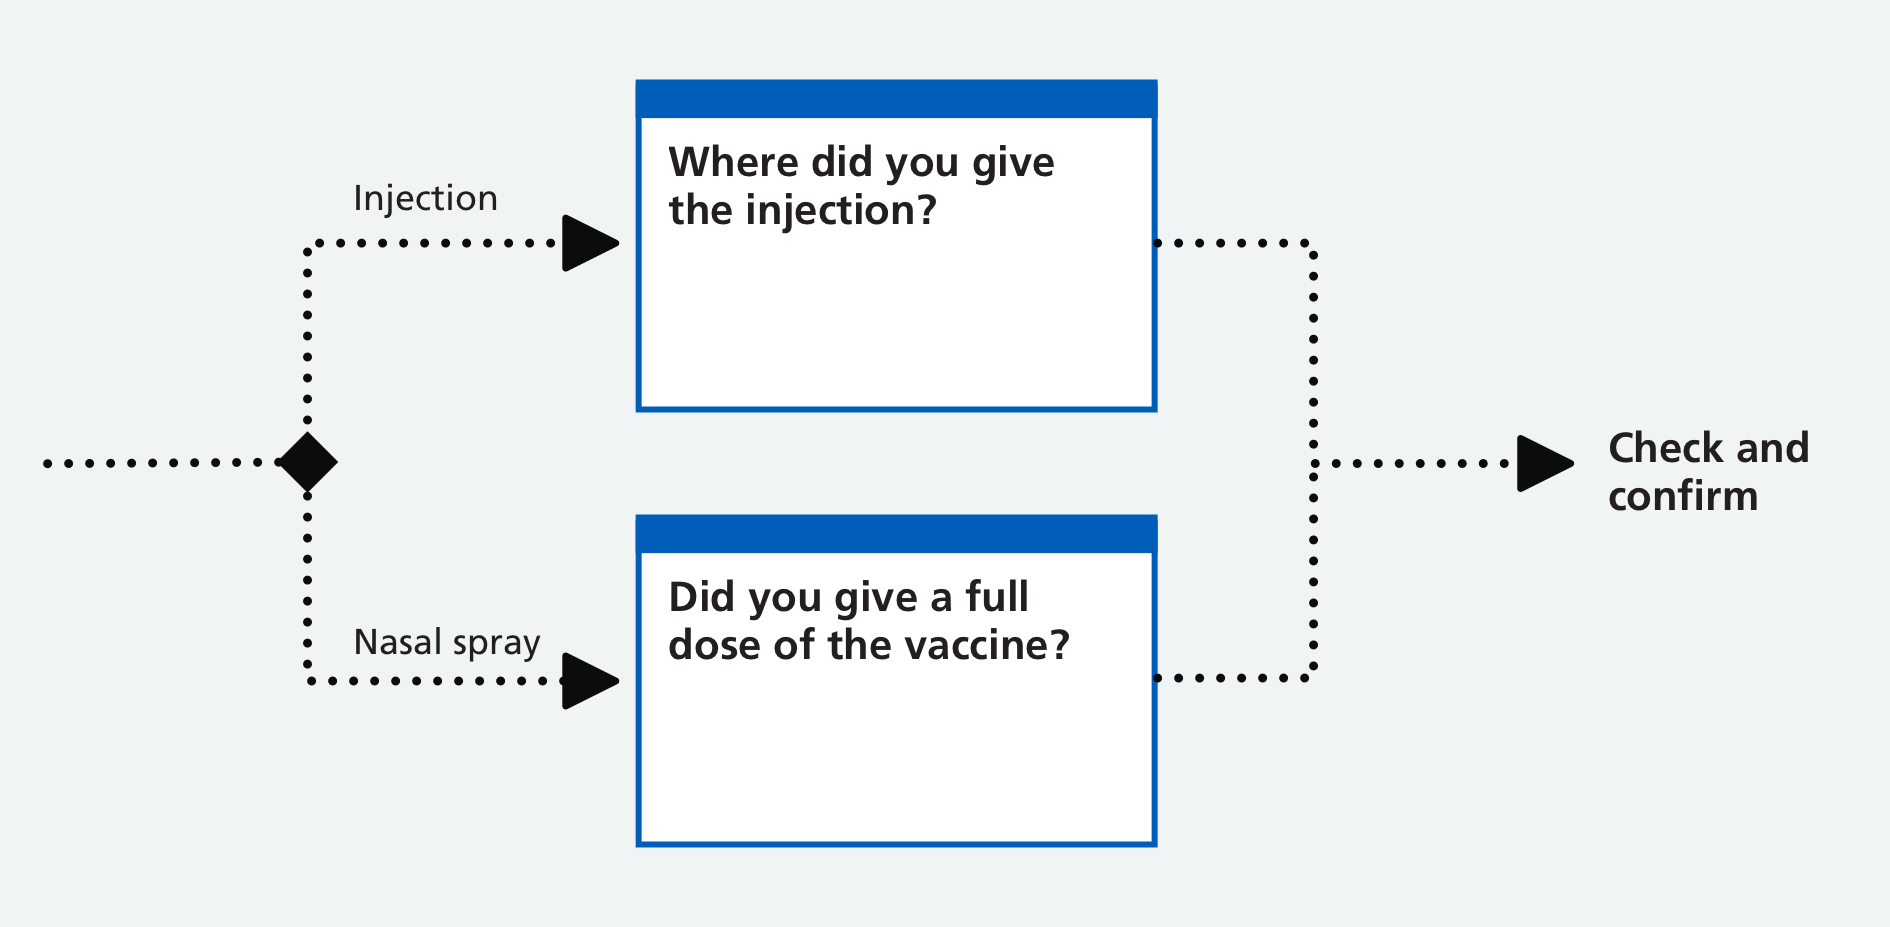 Injection
Where did you give
the injection?
Nasal spray
Did you give a full
dose of the vaccine?
Check and
confirm